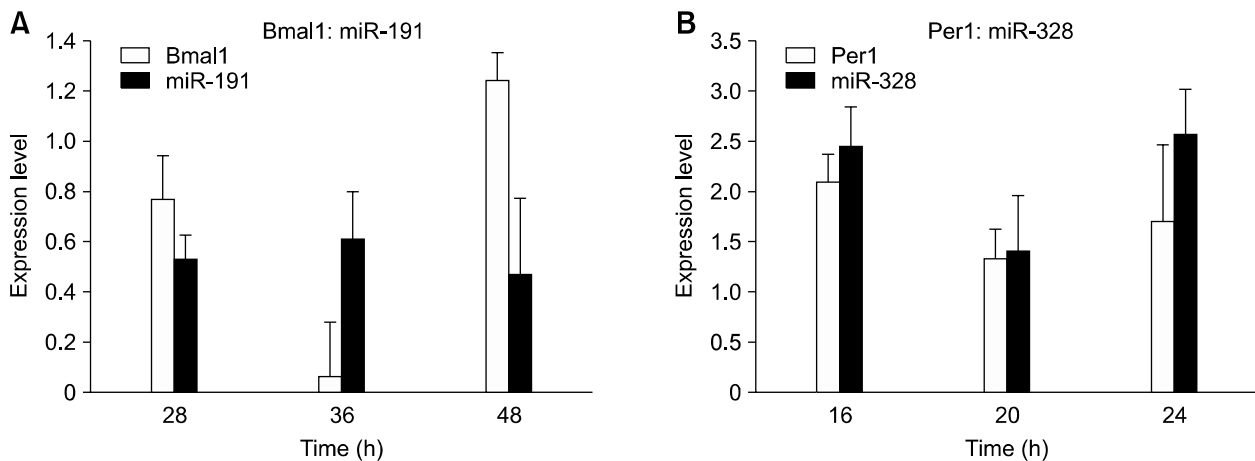 A
Bmal1: miR-191
Bmal1
miR-191
Expression level
1.4
1.2
1.0
0.8
0.6
0.4
0.2
0
28 36 48
Time (h)
B
Per1: miR-328
Per1
miR-328
Expression level
3.5
3.0
2.5
2.0
1.5
1.0
0.5
0
16 20 24
Time (h)